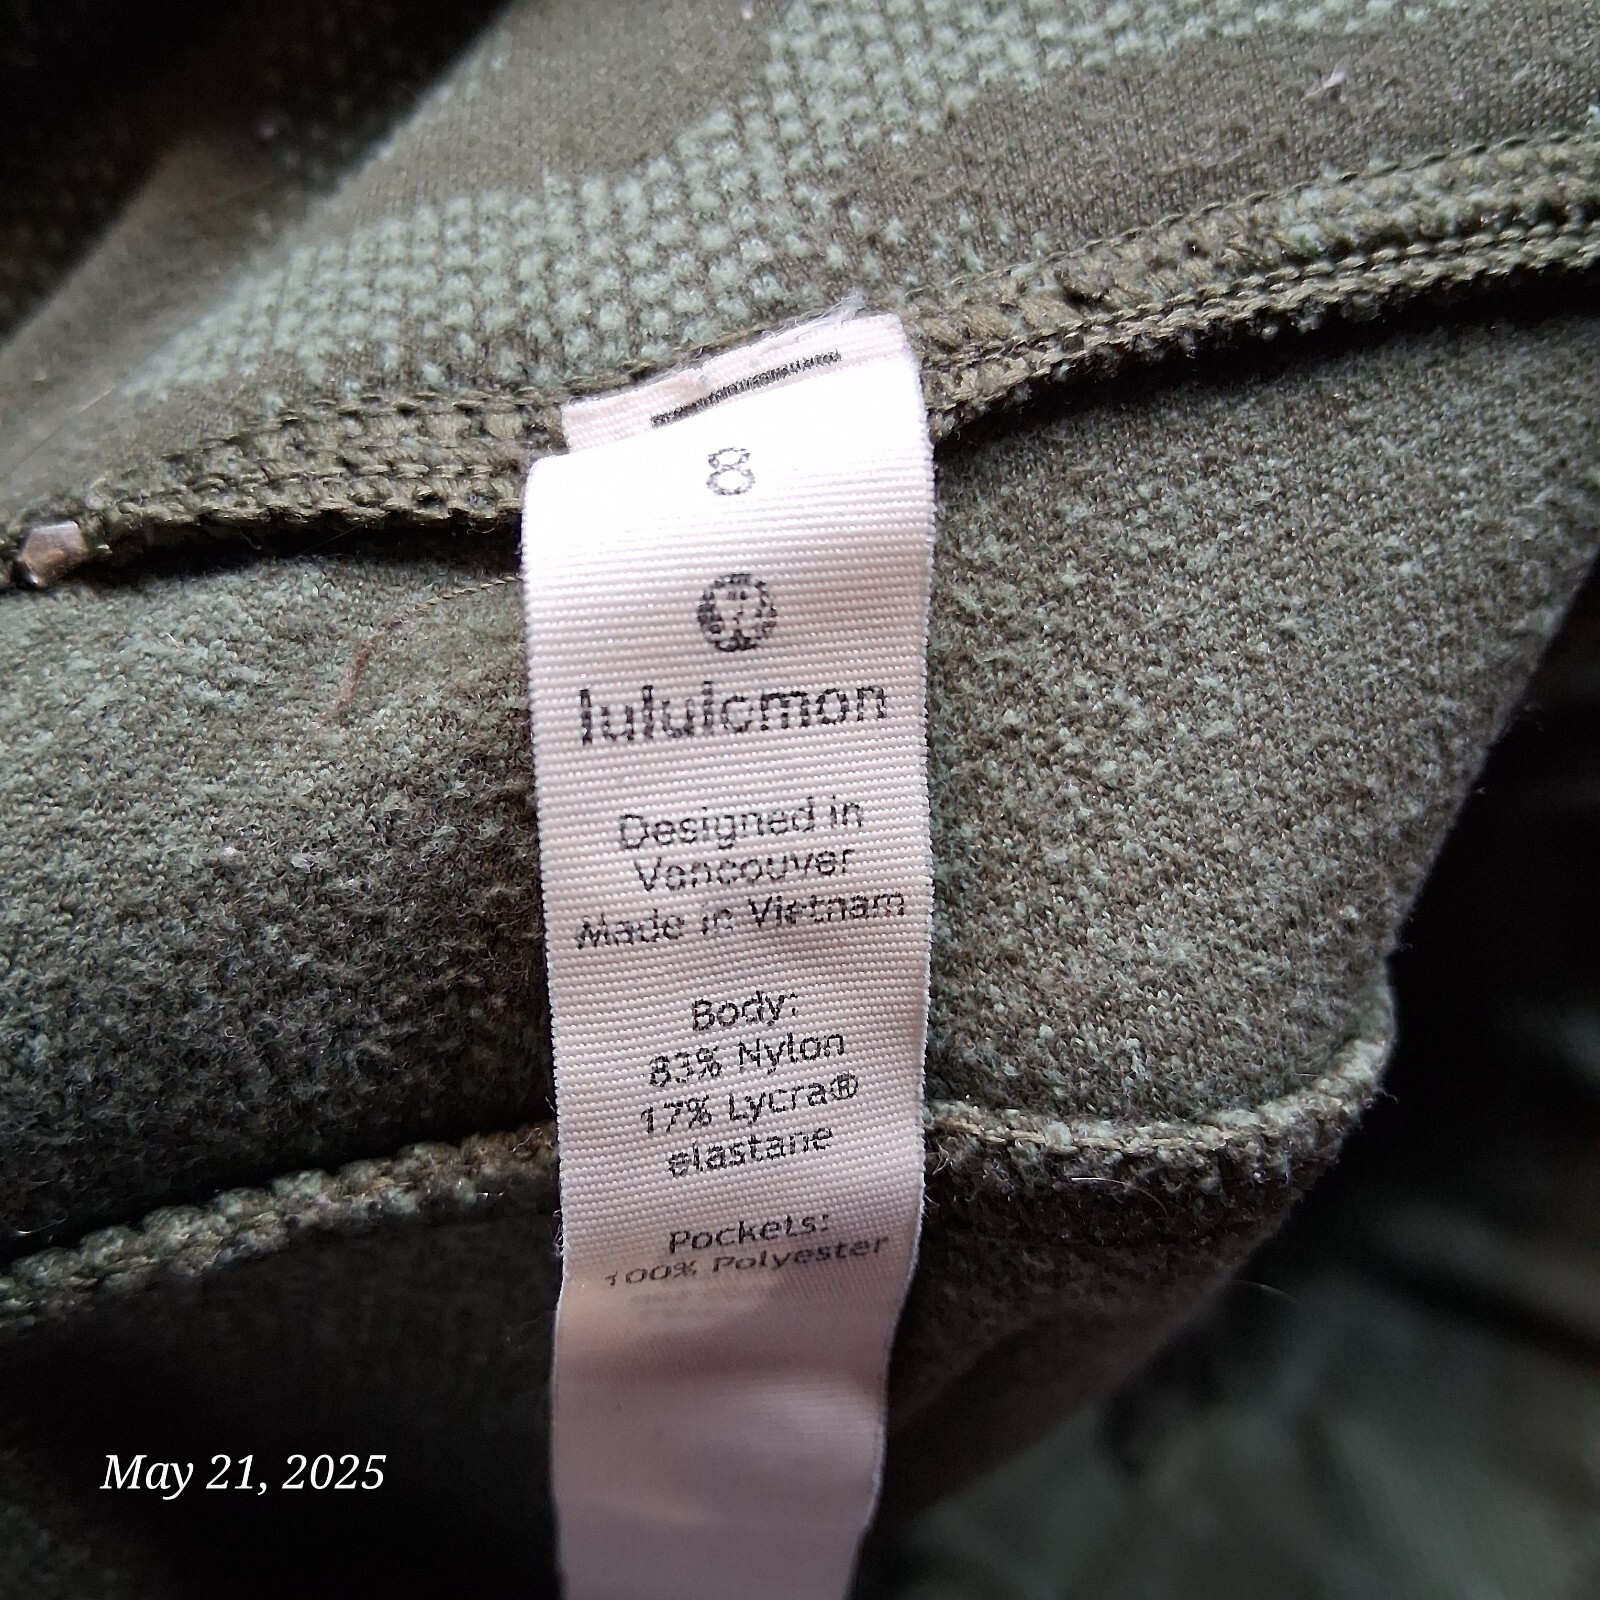 8
lululemon
Designed in
Vancouver
Made in Vietnam
Body:
83% Nylon
17% Lycra®
elastane
Pockets:
100% Polyester
May 21, 2025